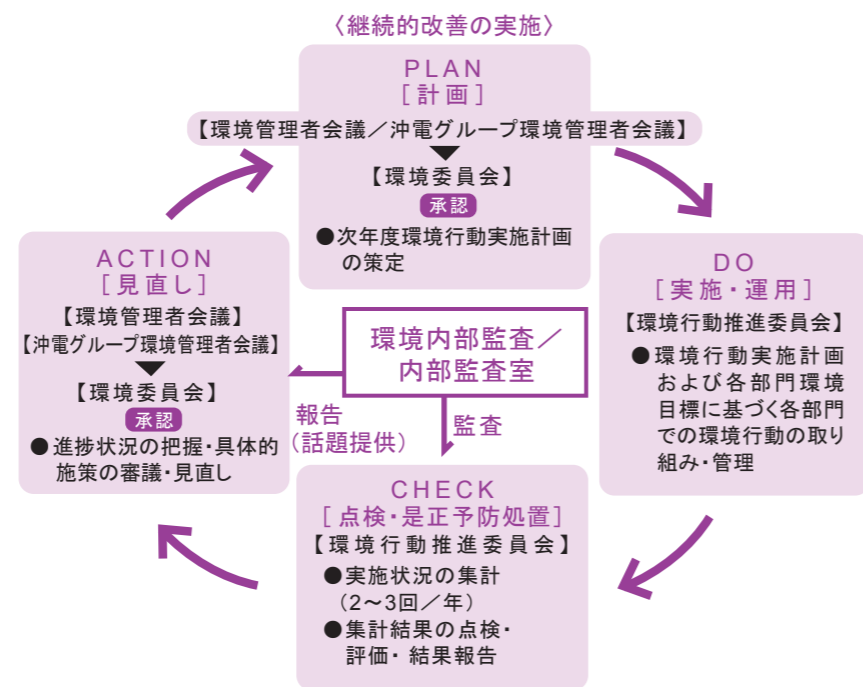 〈継続的改善の実施〉
PLAN
[計画]
【環境管理者会議／沖電グループ環境管理者会議】
【環境委員会】
承認
●次年度環境行動実施計画
の策定
DO
[実施・運用]
【環境行動推進委員会】
●環境行動実施計画
および各部門環境
目標に基づく各部門
での環境行動の取り
組み・管理
CHECK
[点検・是正予防処置]
【環境行動推進委員会】
●実施状況の集計
（2〜3回／年）
●集計結果の点検・
評価・結果報告
ACTION
[見直し]
【環境管理者会議】
【沖電グループ環境管理者会議】
【環境委員会】
承認
●進捗状況の把握・具体的
施策の審議・見直し
環境内部監査／
内部監査室
報告
（話題提供）
監査